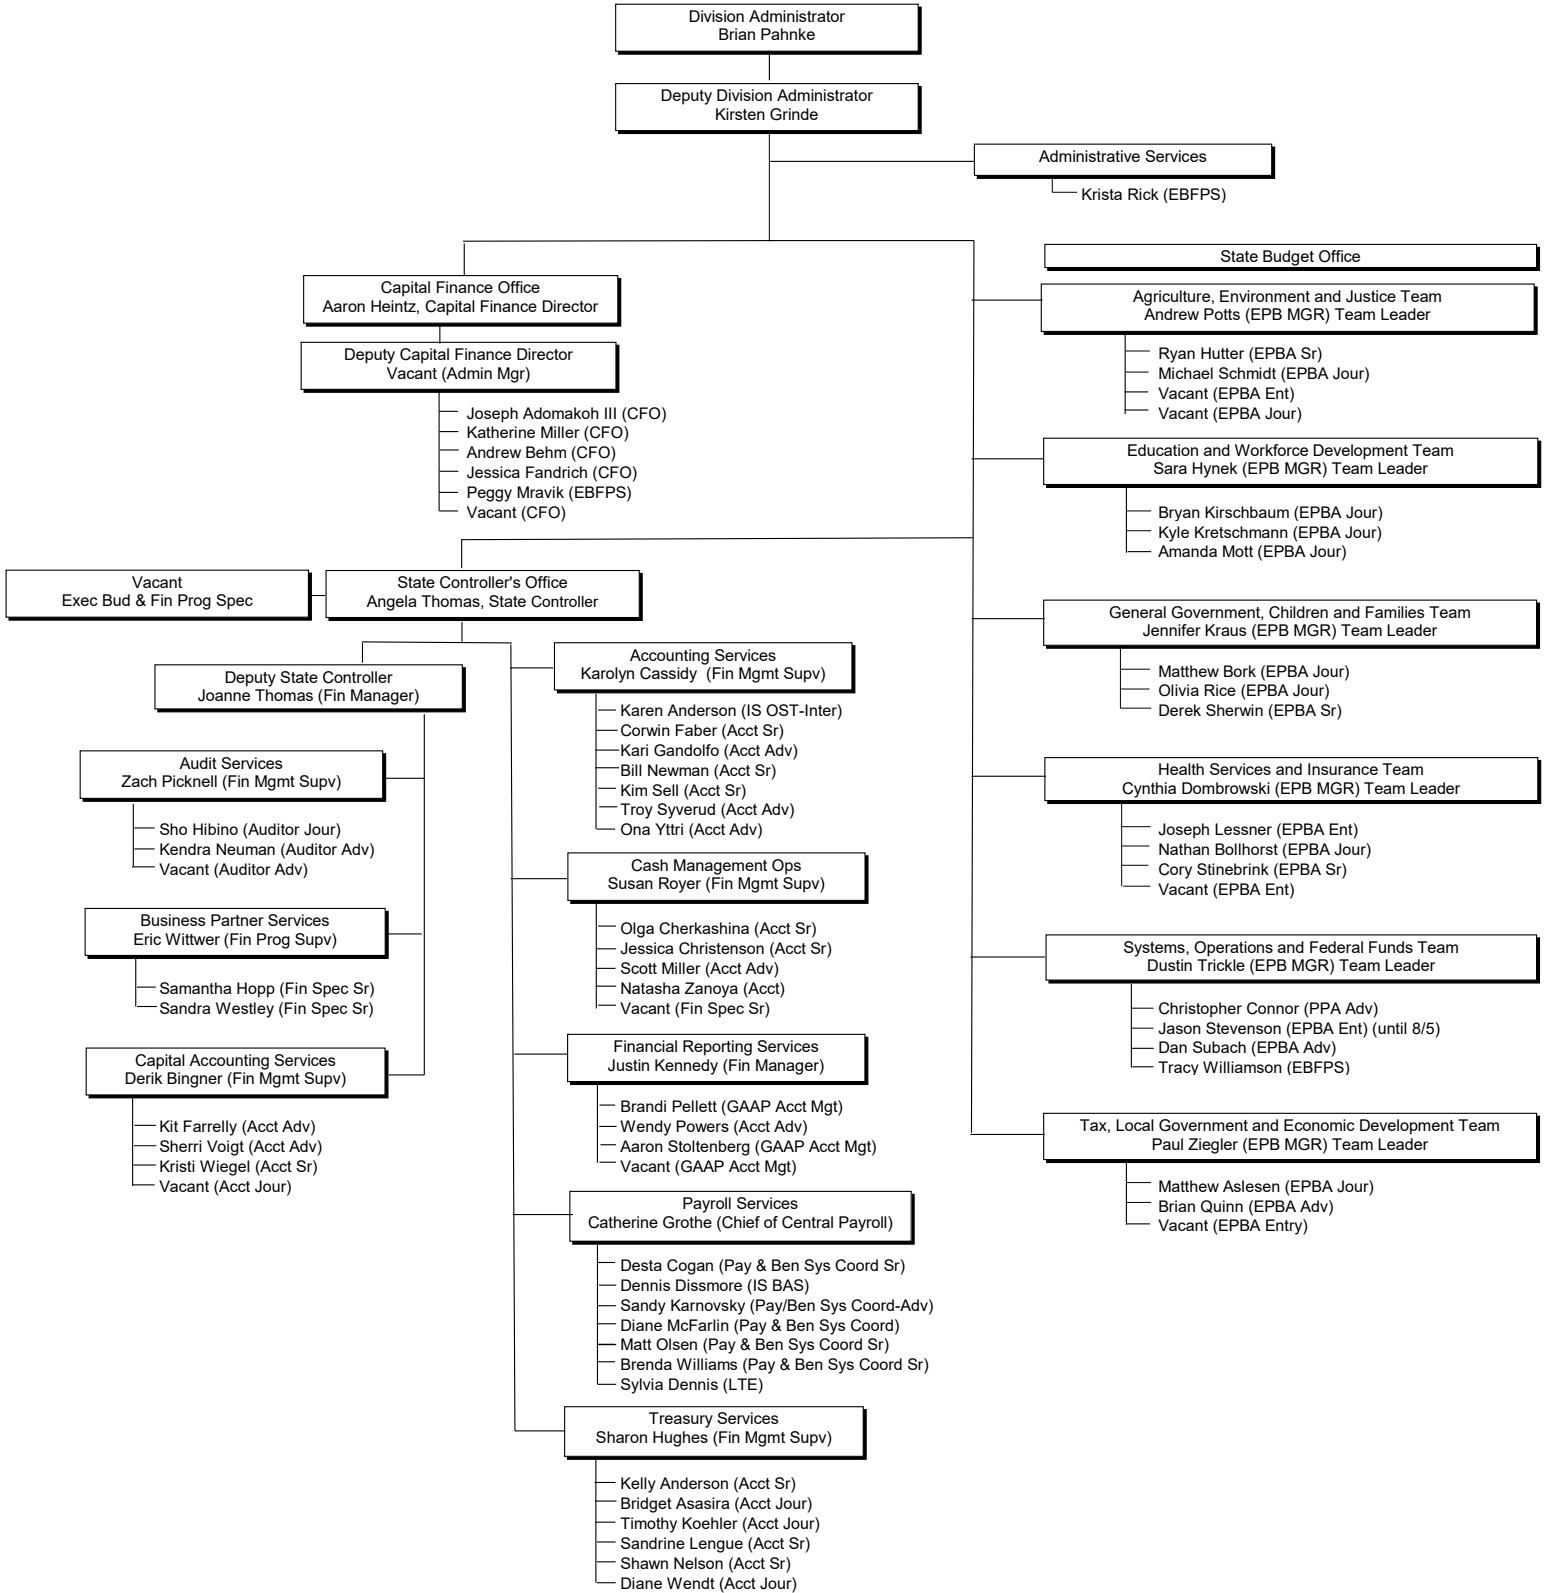 Division Administrator
Brian Pahnke
Deputy Division Administrator
Kirsten Grinde
Administrative Services
Krista Rick (EBFPS)
Capital Finance Office
Aaron Heintz, Capital Finance Director
Deputy Capital Finance Director
Vacant (Admin Mgr)
Joseph Adomakoh III (CFO)
Katherine Miller (CFO)
Andrew Behm (CFO)
Jessica Fandrich (CFO)
Peggy Mravik (EBFPS)
Vacant (CFO)
Vacant
Exec Bud & Fin Prog Spec
State Controller's Office
Angela Thomas, State Controller
Deputy State Controller
Joanne Thomas (Fin Manager)
Audit Services
Zach Picknell (Fin Mgmt Supv)
Sho Hibino (Auditor Jour)
Kendra Neuman (Auditor Adv)
Vacant (Auditor Adv)
Business Partner Services
Eric Wittwer (Fin Prog Supv)
Samantha Hopp (Fin Spec Sr)
Sandra Westley (Fin Spec Sr)
Capital Accounting Services
Derik Bingner (Fin Mgmt Supv)
Kit Farrelly (Acct Adv)
Sherri Voigt (Acct Adv)
Kristi Wiegel (Acct Sr)
Vacant (Acct Jour)
Accounting Services
Karolyn Cassidy  (Fin Mgmt Supv)
Karen Anderson (IS OST-Inter)
Corwin Faber (Acct Sr)
Kari Gandolfo (Acct Adv)
Bill Newman (Acct Sr)
Kim Sell (Acct Sr)
Troy Syverud (Acct Adv)
Ona Yttri (Acct Adv)
Cash Management Ops
Susan Royer (Fin Mgmt Supv)
Olga Cherkashina (Acct Sr)
Jessica Christenson (Acct Sr)
Scott Miller (Acct Adv)
Natasha Zanoya (Acct)
Vacant (Fin Spec Sr)
Financial Reporting Services
Justin Kennedy (Fin Manager)
Brandi Pellett (GAAP Acct Mgt)
Wendy Powers (Acct Adv)
Aaron Stoltenberg (GAAP Acct Mgt)
Vacant (GAAP Acct Mgt)
Payroll Services
Catherine Grothe (Chief of Central Payroll)
Desta Cogan (Pay & Ben Sys Coord Sr)
Dennis Dissmore (IS BAS)
Sandy Karnovsky (Pay/Ben Sys Coord-Adv)
Diane McFarlin (Pay & Ben Sys Coord)
Matt Olsen (Pay & Ben Sys Coord Sr)
Brenda Williams (Pay & Ben Sys Coord Sr)
Sylvia Dennis (LTE)
Treasury Services
Sharon Hughes (Fin Mgmt Supv)
Kelly Anderson (Acct Sr)
Bridget Asasira (Acct Jour)
Timothy Koehler (Acct Jour)
Sandrine Lengue (Acct Sr)
Shawn Nelson (Acct Sr)
Diane Wendt (Acct Jour)
State Budget Office
Agriculture, Environment and Justice Team
Andrew Potts (EPB MGR) Team Leader
Ryan Hutter (EPBA Sr)
Michael Schmidt (EPBA Jour)
Vacant (EPBA Ent)
Vacant (EPBA Jour)
Education and Workforce Development Team
Sara Hynek (EPB MGR) Team Leader
Bryan Kirschbaum (EPBA Jour)
Kyle Kretschmann (EPBA Jour)
Amanda Mott (EPBA Jour)
General Government, Children and Families Team
Jennifer Kraus (EPB MGR) Team Leader
Matthew Bork (EPBA Jour)
Olivia Rice (EPBA Jour)
Derek Sherwin (EPBA Sr)
Health Services and Insurance Team
Cynthia Dombrowski (EPB MGR) Team Leader
Joseph Lessner (EPBA Ent)
Nathan Bollhorst (EPBA Jour)
Cory Stinebrink (EPBA Sr)
Vacant (EPBA Ent)
Systems, Operations and Federal Funds Team
Dustin Trickle (EPB MGR) Team Leader
Christopher Connor (PPA Adv)
Jason Stevenson (EPBA Ent) (until 8/5)
Dan Subach (EPBA Adv)
Tracy Williamson (EBFPS)
Tax, Local Government and Economic Development Team
Paul Ziegler (EPB MGR) Team Leader
Matthew Aslesen (EPBA Jour)
Brian Quinn (EPBA Adv)
Vacant (EPBA Entry)